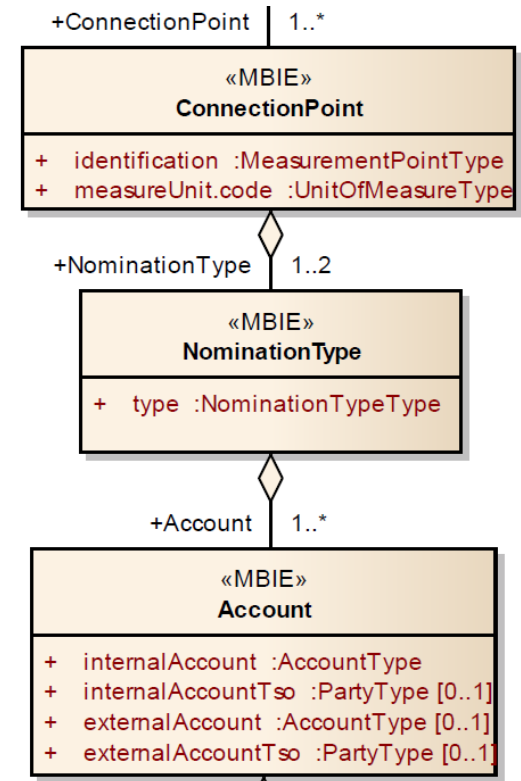 +ConnectionPoint 1..*
«MBIE»
ConnectionPoint
+ identification :MeasurementPointType
+ measureUnit.code :UnitOfMeasureType
+NominationType 1..2
«MBIE»
NominationType
+ type :NominationTypeType
+Account 1..*
«MBIE»
Account
+ internalAccount :AccountType
+ internalAccountTso :PartyType [0..1]
+ externalAccount :AccountType [0..1]
+ externalAccountTso :PartyType [0..1]